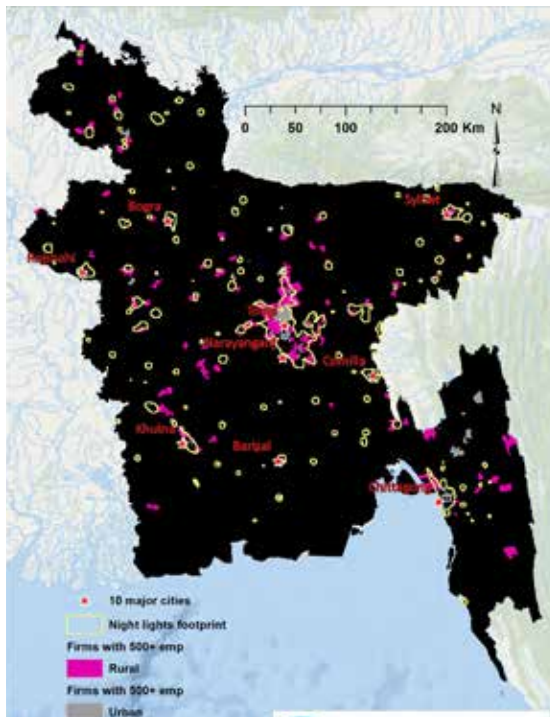 N
0 50 100 200 Km
S
Bogra
Sylhet
Rajshahi
Dhaka
Narayanganj
Comilla
Khulna
Barisal
Chittagong
10 major cities
Night lights footprint
Firms with 500+ emp
Rural
Firms with 500+ emp
Urban